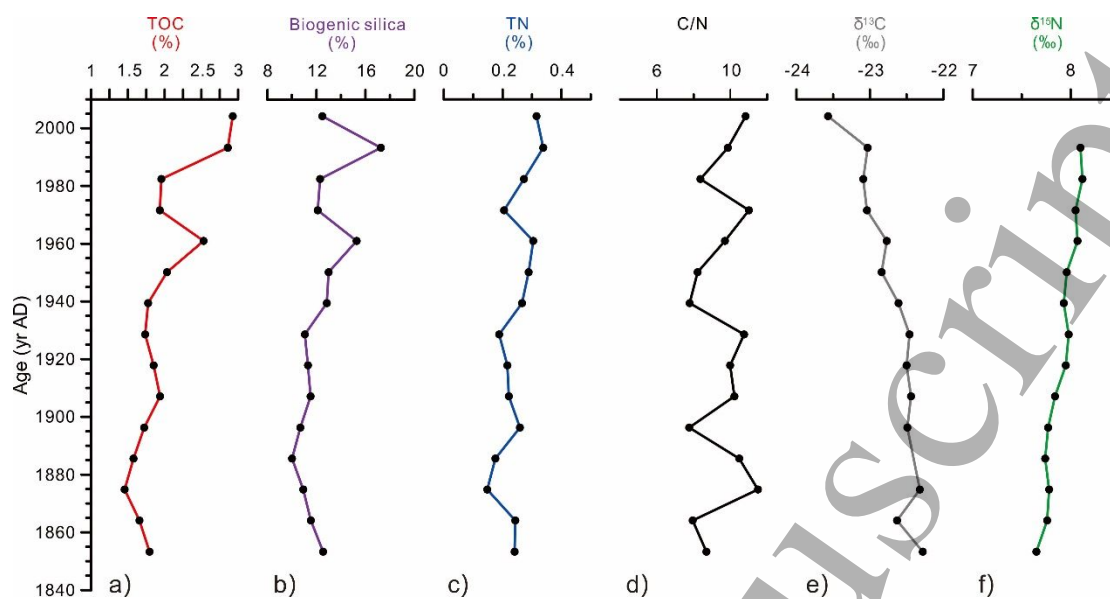 TOC Biogenic silica TN C/N δ¹³C δ¹⁵N
(%) (%) (%) (‰) (‰)
1 1.5 2 2.5 3 8 12 16 20 0 0.2 0.4 6 10 -24 -23 -22 7 8
2000
1980
1960
1940
1920
1900
1880
1860
1840
Age (yr AD)
a) b) c) d) e) f)